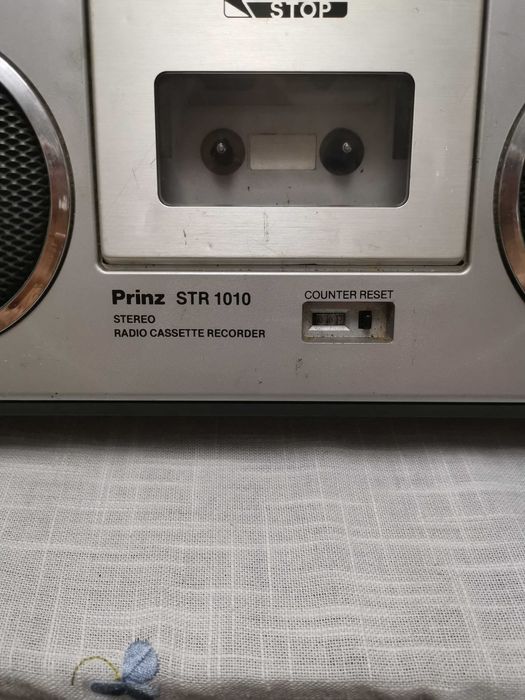 STOP
Prinz STR 1010
STEREO
RADIO CASSETTE RECORDER
COUNTER RESET